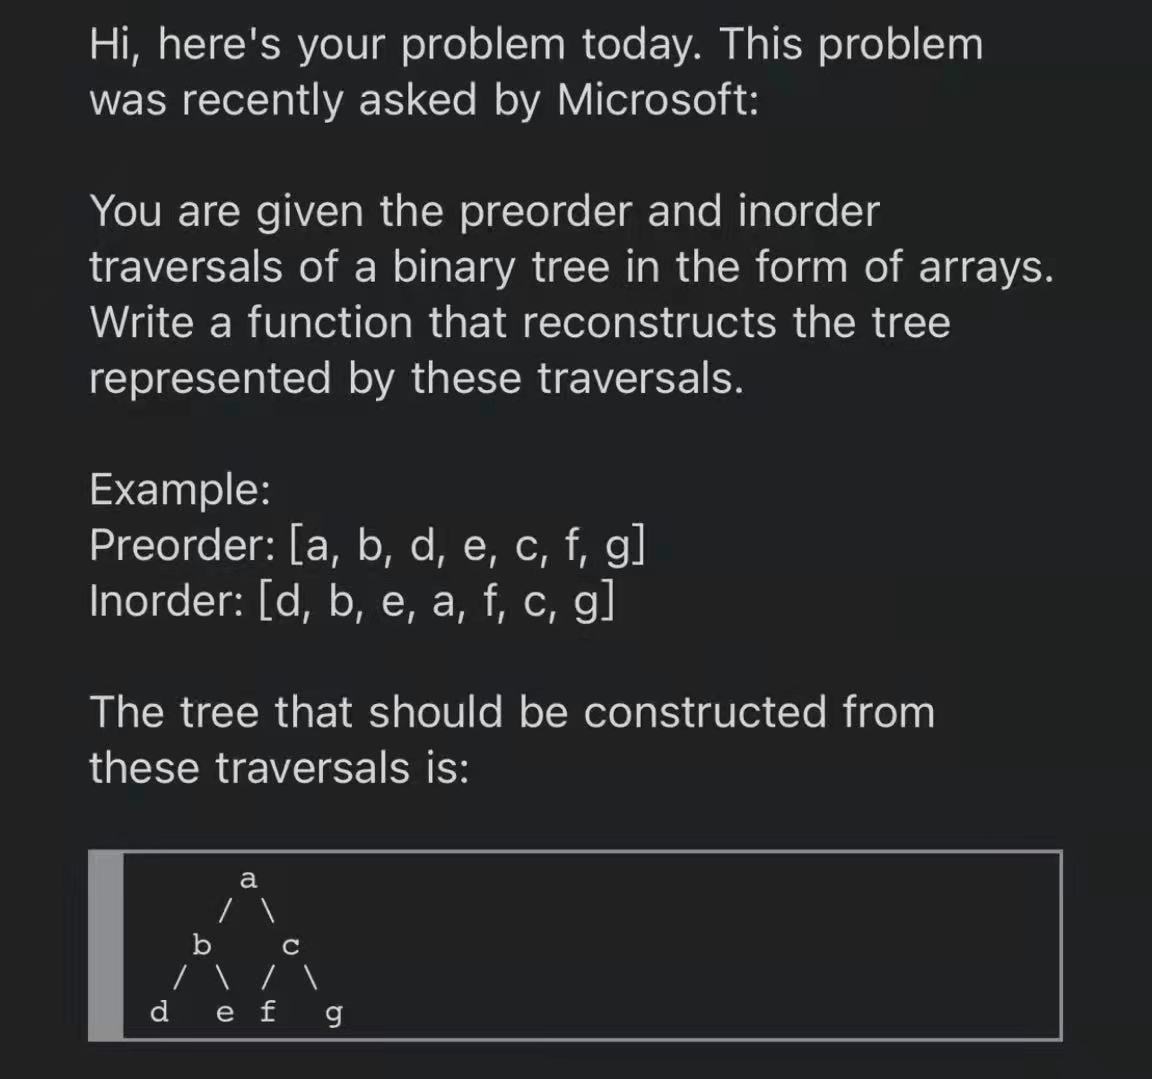 Hi, here's your problem today. This problem
was recently asked by Microsoft:
You are given the preorder and inorder
traversals of a binary tree in the form of arrays.
Write a function that reconstructs the tree
represented by these traversals.
Example:
Preorder: [a, b, d, e, c, f, g]
Inorder: [d, b, e, a, f, c, g]
The tree that should be constructed from
these traversals is:
a
/ \
b c
/ \ / \
d e f g